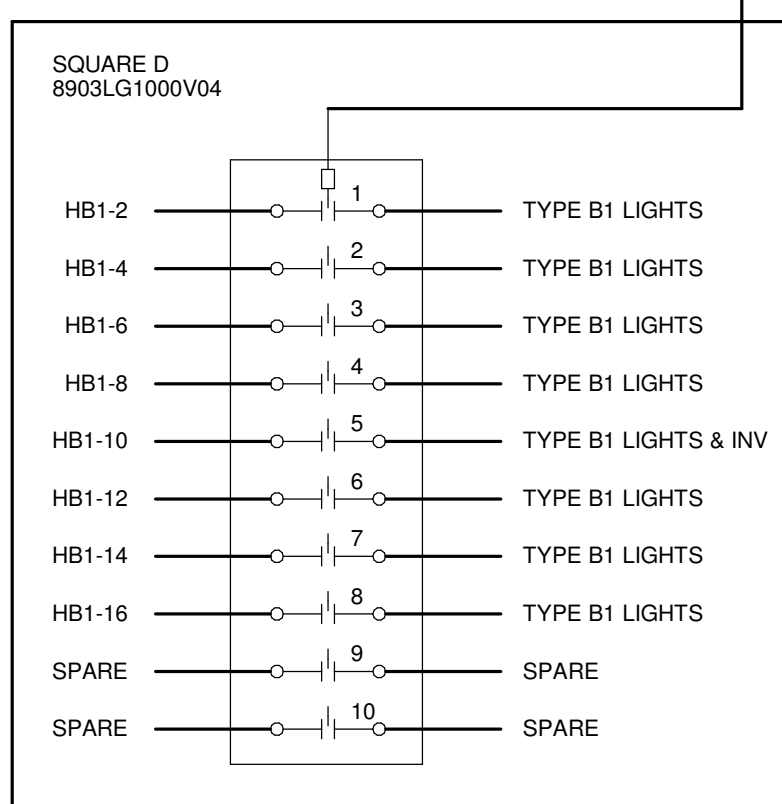 SQUARE D
8903LG1000V04
HB1-2 1 TYPE B1 LIGHTS
HB1-4 2 TYPE B1 LIGHTS
HB1-6 3 TYPE B1 LIGHTS
HB1-8 4 TYPE B1 LIGHTS
HB1-10 5 TYPE B1 LIGHTS & INV
HB1-12 6 TYPE B1 LIGHTS
HB1-14 7 TYPE B1 LIGHTS
HB1-16 8 TYPE B1 LIGHTS
SPARE 9 SPARE
SPARE 10 SPARE